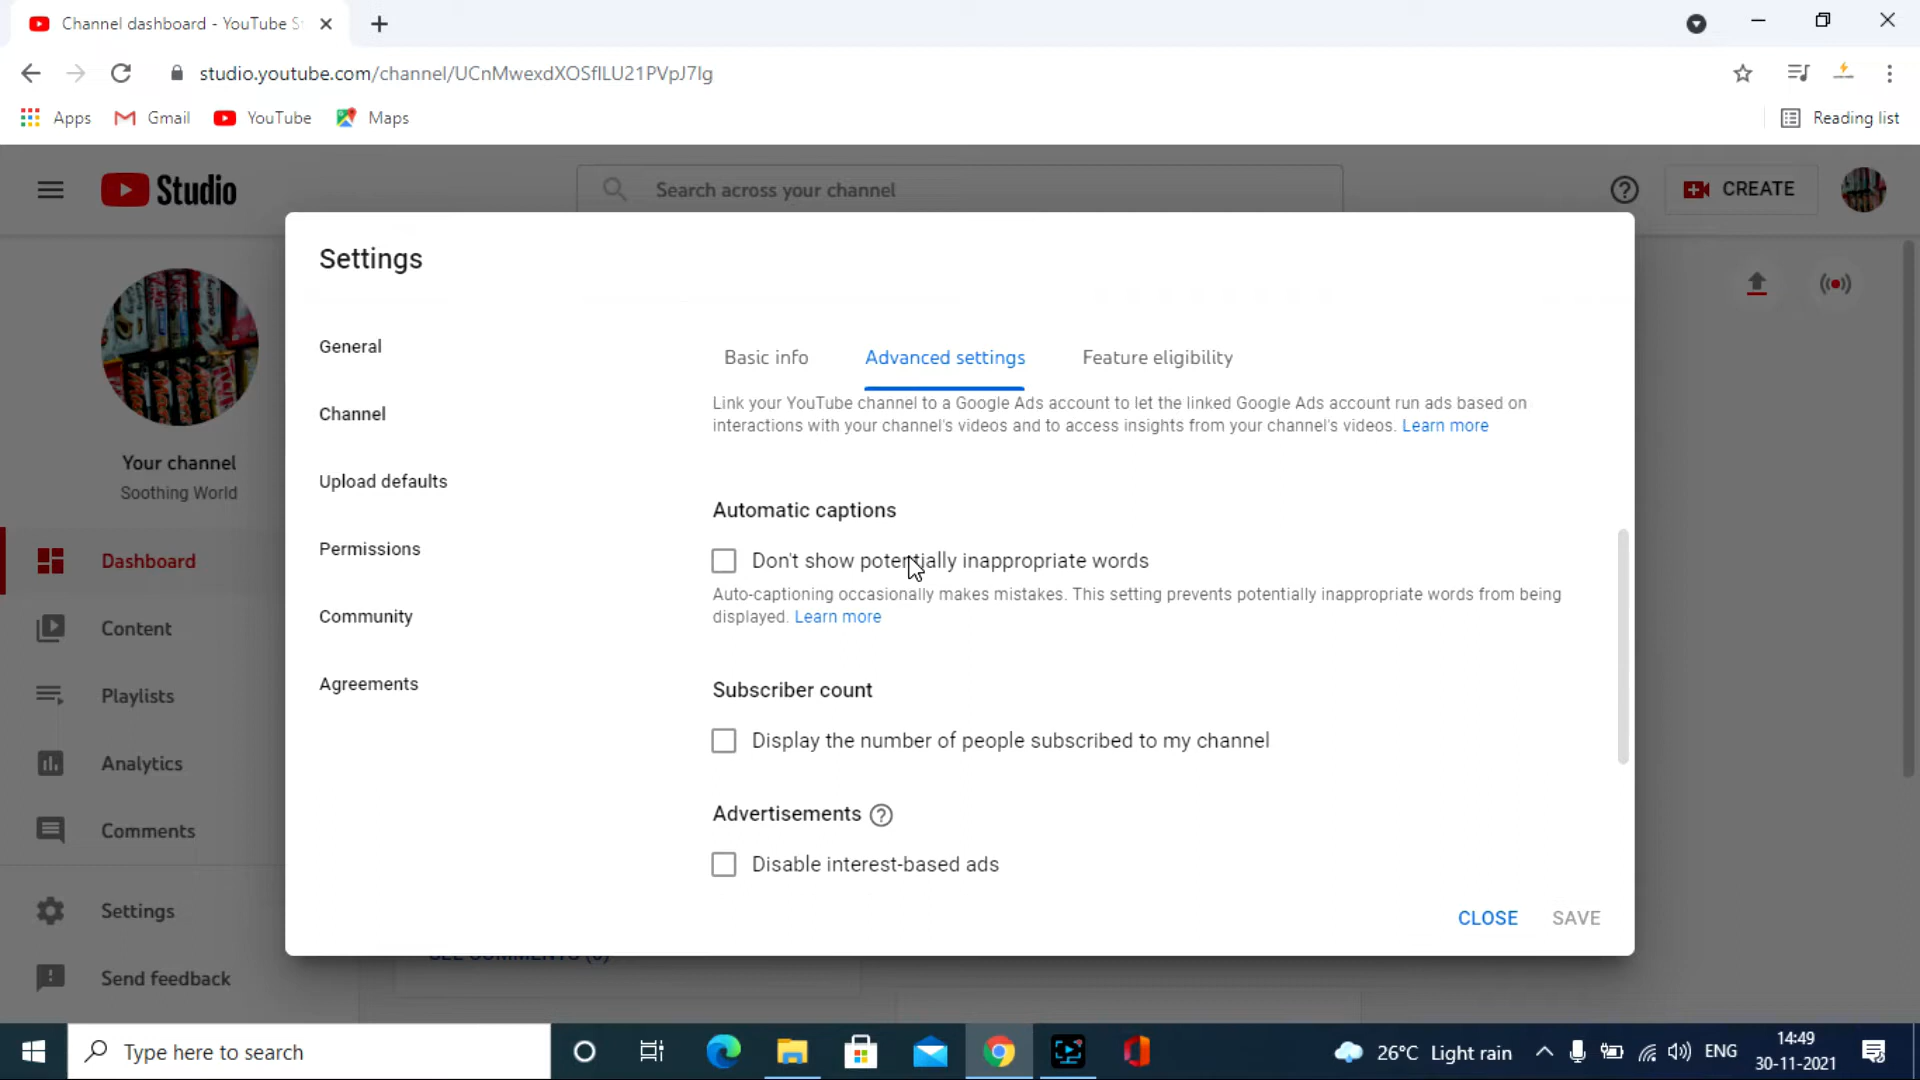 Channel dashboard - YouTube S
studio.youtube.com/channel/UCnMwexdXOSfILU21PVpJ7Ig
Apps
Gmail
YouTube
Maps
Reading list
Studio
Search across your channel
CREATE
Settings
General
Channel
Upload defaults
Permissions
Community
Agreements
Basic info
Advanced settings
Feature eligibility
Link your YouTube channel to a Google Ads account to let the linked Google Ads account run ads based on
interactions with your channel's videos and to access insights from your channel's videos. Learn more
Automatic captions
Don't show potentially inappropriate words
Auto-captioning occasionally makes mistakes. This setting prevents potentially inappropriate words from being
displayed. Learn more
Subscriber count
Display the number of people subscribed to my channel
Advertisements
Disable interest-based ads
CLOSE
SAVE
Your channel
Soothing World
Dashboard
Content
Playlists
Analytics
Comments
Settings
Send feedback
Type here to search
26°C Light rain
ENG
14:49
30-11-2021